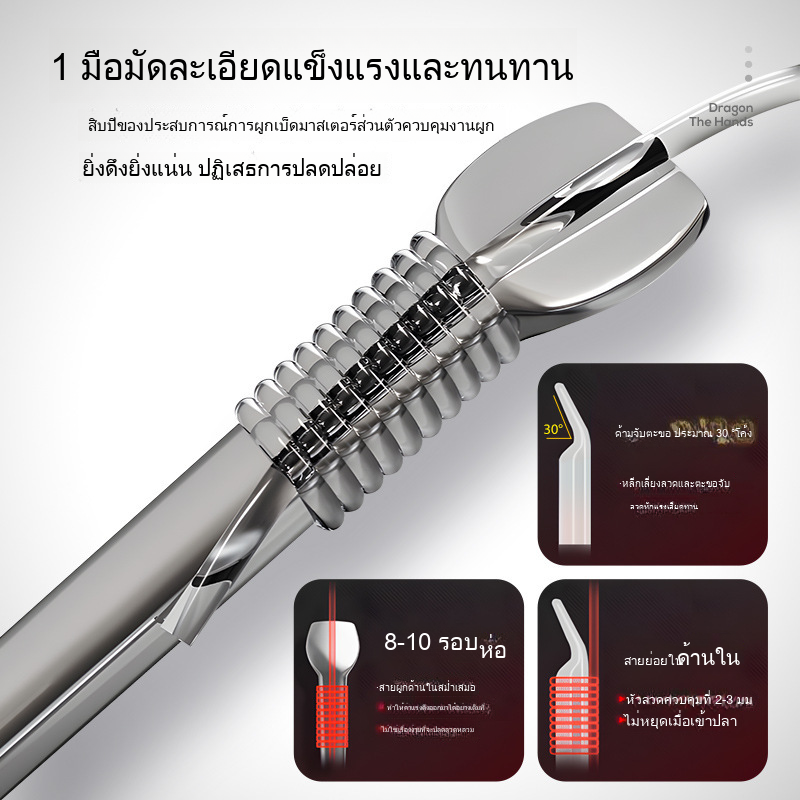 1 มือมัดละเอียดแข็งแรงและทนทาน
สิบปีของประสบการณ์การผูกเบ็ดมาสเตอร์ส่วนตัวควบคุมงานผูก
ยิ่งดึงยิ่งแน่น ปฏิเสธการปลดปล่อย
Dragon
The Hands
30°
ด้ามจับตะขอ ประมาณ 30 °โค้ง
·หลีกเลี่ยงลวดและตะขอจับ
8-10 รอบห่อ
·สายผูกด้านในสม่ำเสมอ
สายย่อยในด้านใน
หัวลวดควบคุมที่ 2-3 มม
ไม่หยุดเมื่อเข้าปลา